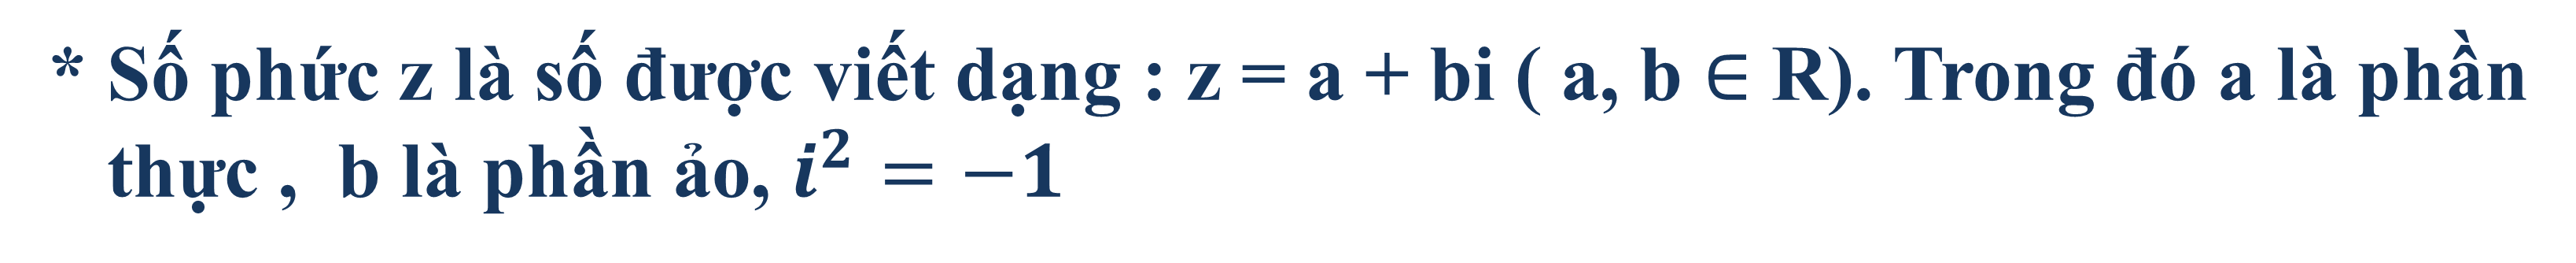 * Số phức z là số được viết dạng : z = a + bi ( a, b ∈ R). Trong đó a là phần
thực , b là phần ảo, i² = −1